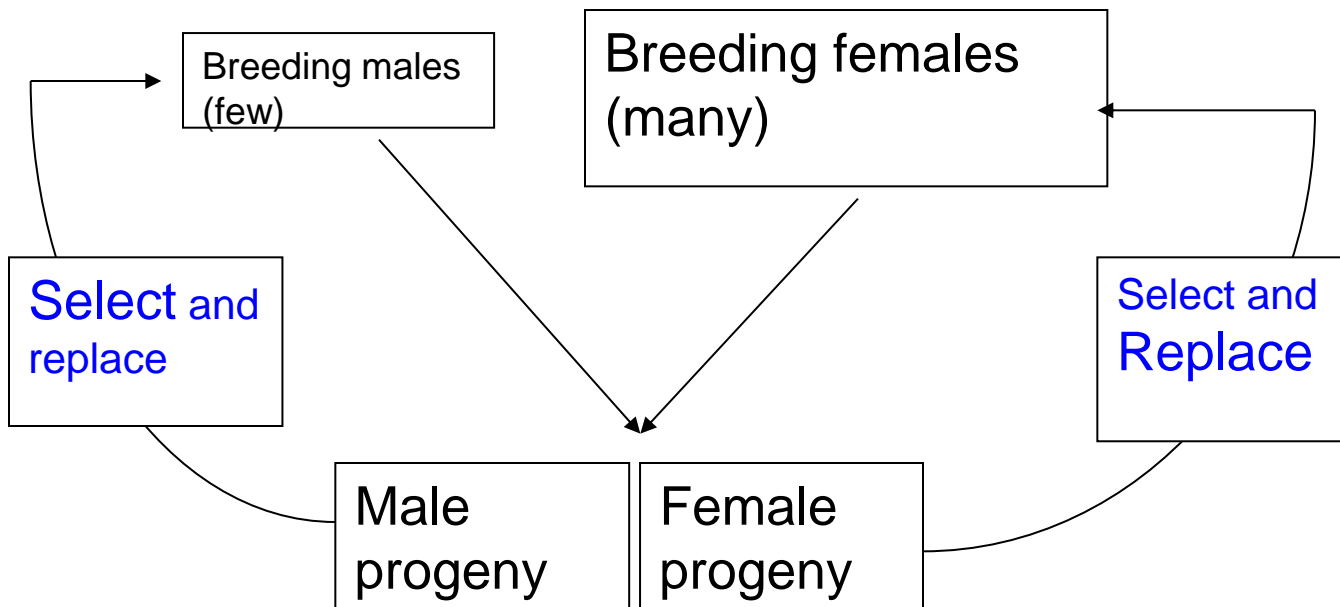 Breeding males
(few)
Breeding females
(many)
Select and
replace
Select and
Replace
Male
progeny
Female
progeny